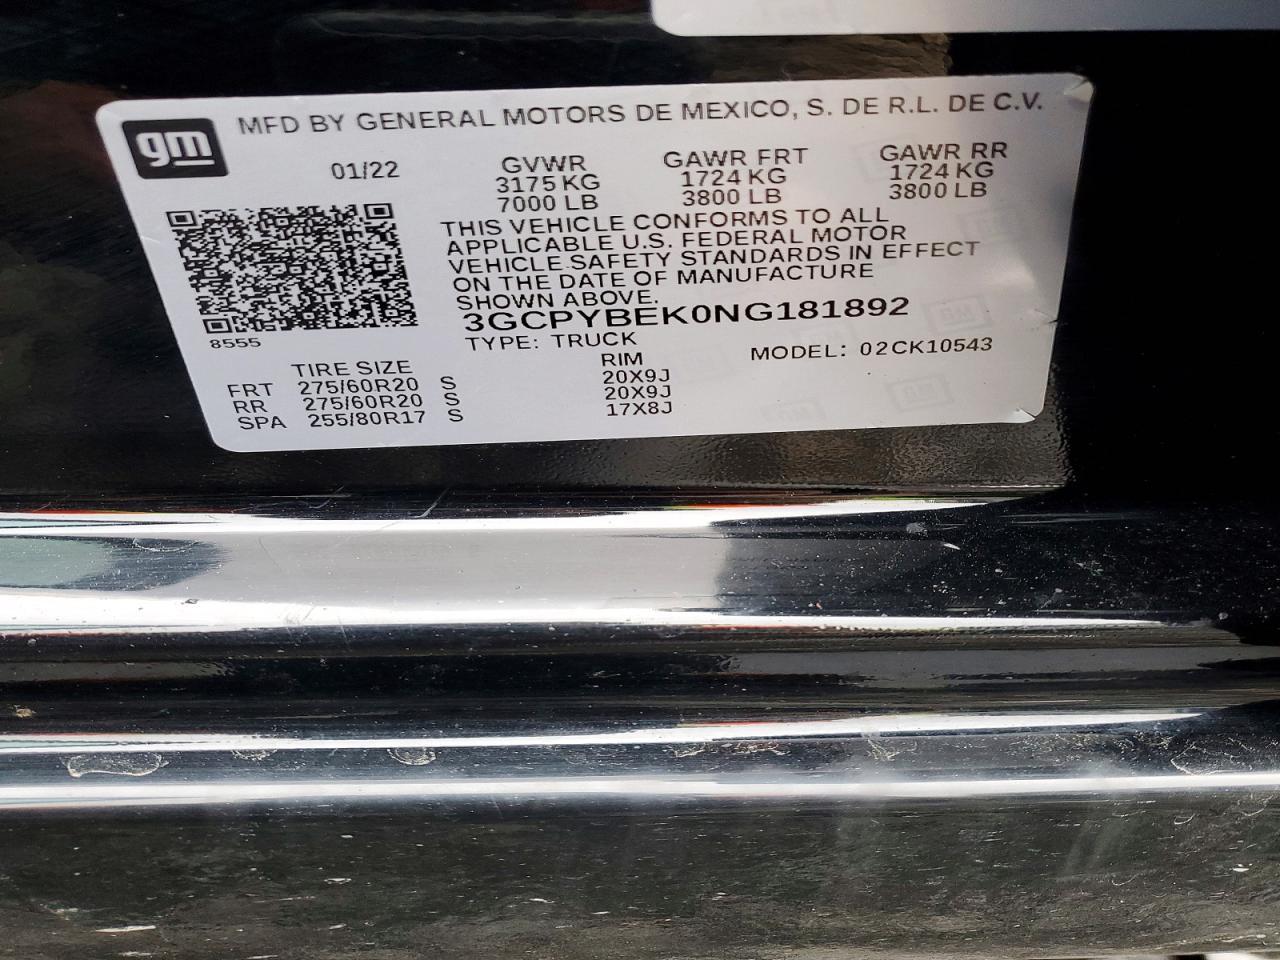 gm
MFD BY GENERAL MOTORS DE MEXICO, S. DE R.L. DE C.V.
01/22 GVWR GAWR FRT GAWR RR
3175 KG 1724 KG 1724 KG
7000 LB 3800 LB 3800 LB
THIS VEHICLE CONFORMS TO ALL
APPLICABLE U.S. FEDERAL MOTOR
VEHICLE SAFETY STANDARDS IN EFFECT
ON THE DATE OF MANUFACTURE
SHOWN ABOVE.
3GCPYBEK0NG181892
8555
TYPE: TRUCK MODEL: 02CK10543
TIRE SIZE RIM
FRT 275/60R20 S 20X9J
RR 275/60R20 S 20X9J
SPA 255/80R17 S 17X8J